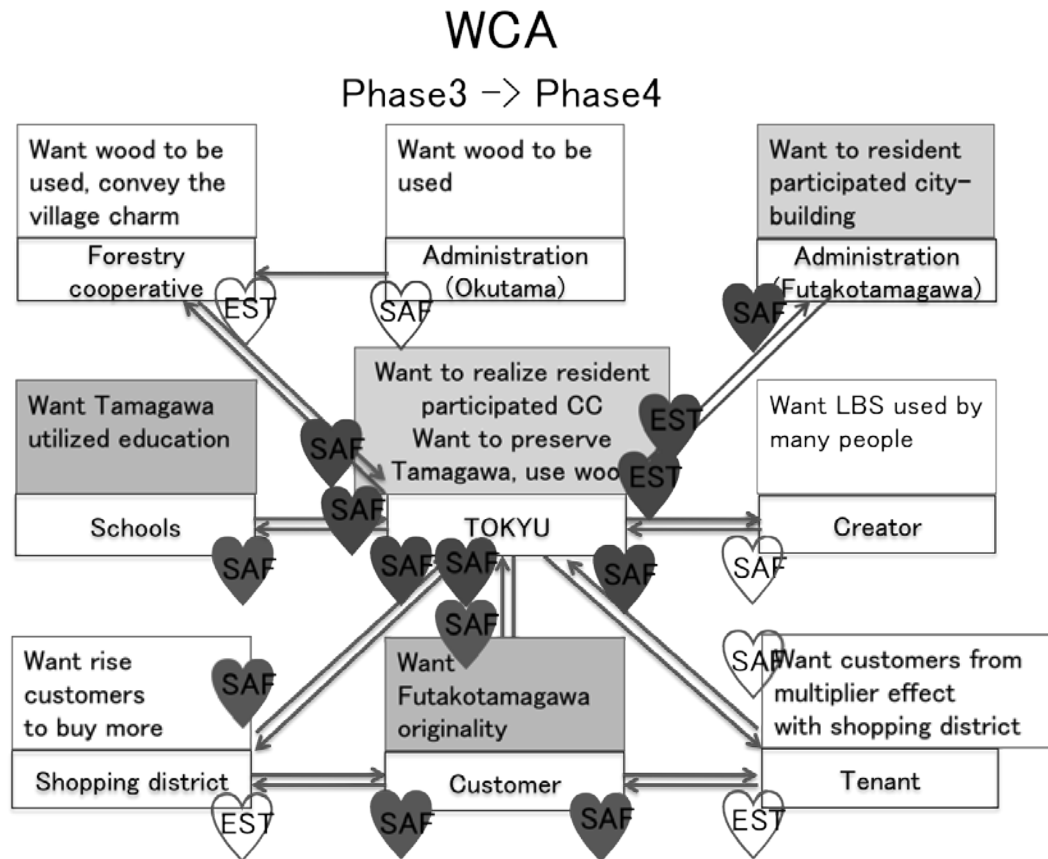 WCA
Phase3 -> Phase4
Want wood to be
used, convey the
village charm
Forestry
cooperative
Want wood to be
used
Administration
(Okutama)
Want to resident
participated city-
building
Administration
(Futakotamagawa)
EST
SAF
SAF
Want Tamagawa
utilized education
Schools
Want to realize resident
participated CC
Want to preserve
Tamagawa, use woo
TOKYU
Want LBS used by
many people
Creator
EST
SAF
EST
SAF
SAF
SAF
SAF
SAF
SAF
SAF
Want rise
customers
to buy more
Shopping district
SAF
Want
Futakotamagawa
originality
Customer
SAF
Want customers from
multiplier effect
with shopping district
Tenant
SAF
EST
SAF
SAF
EST